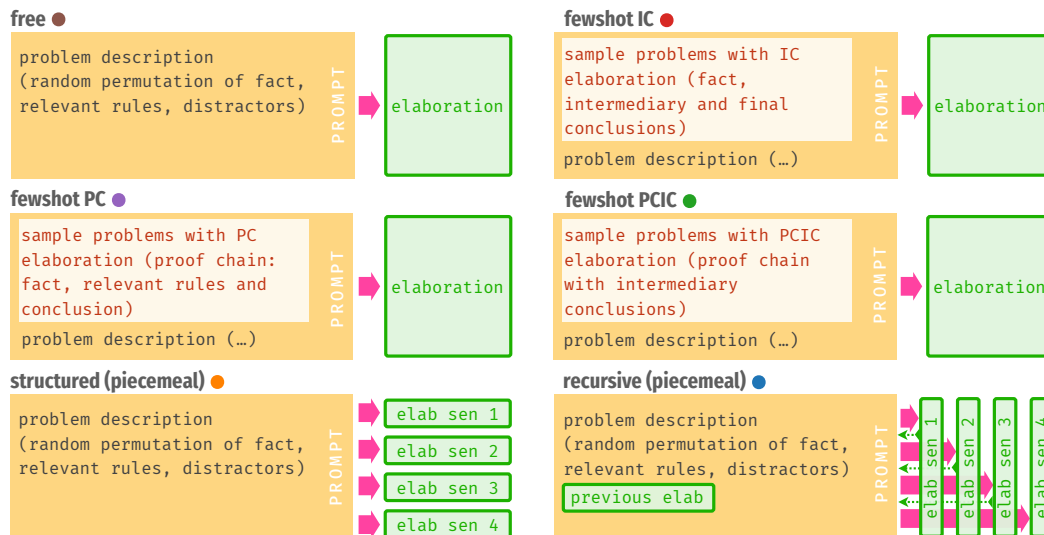 free
problem description
(random permutation of fact,
relevant rules, distractors)
PROMPT
elaboration
fewshot IC
sample problems with IC
elaboration (fact,
intermediary and final
conclusions)
problem description (…)
PROMPT
elaboration
fewshot PC
sample problems with PC
elaboration (proof chain:
fact, relevant rules and
conclusion)
problem description (…)
PROMPT
elaboration
fewshot PCIC
sample problems with PCIC
elaboration (proof chain
with intermediary
conclusions)
problem description (…)
PROMPT
elaboration
structured (piecemeal)
problem description
(random permutation of fact,
relevant rules, distractors)
PROMPT
elab sen 1
elab sen 2
elab sen 3
elab sen 4
recursive (piecemeal)
problem description
(random permutation of fact,
relevant rules, distractors)
previous elab
PROMPT
elab sen 1
elab sen 2
elab sen 3
elab sen 4